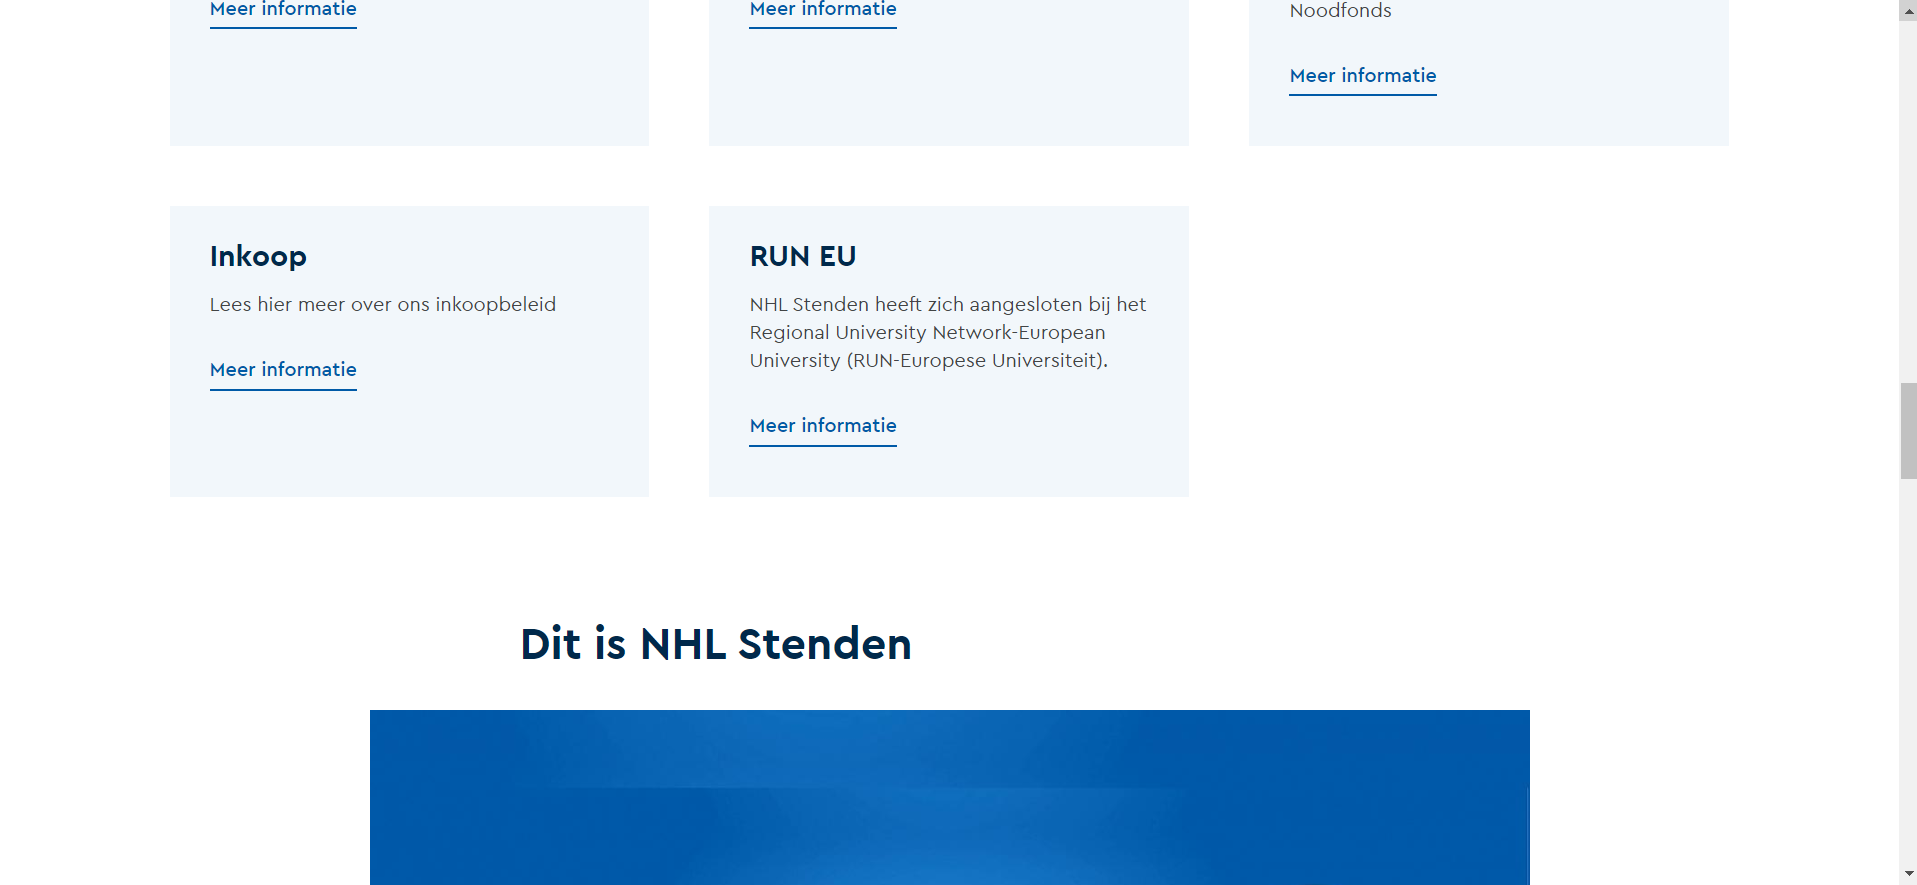 Meer informatie
Meer informatie
Noodfonds
Meer informatie
Inkoop
Lees hier meer over ons inkoopbeleid
Meer informatie
RUN EU
NHL Stenden heeft zich aangesloten bij het
Regional University Network-European
University (RUN-Europese Universiteit).
Meer informatie
Dit is NHL Stenden